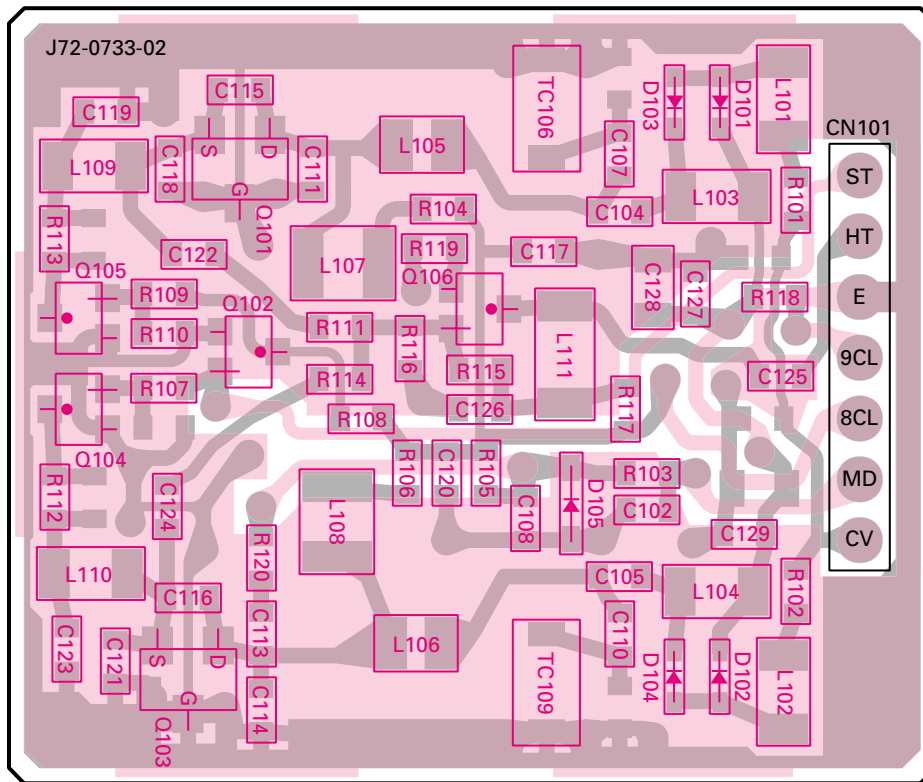 J72-0733-02
C115
C119
TC106
D103
D101
L101
CN101
L109
C118
S
D
G
Q101
C111
L105
C107
L103
R101
ST
R104
C104
R113
C122
R119
C117
HT
L107
Q106
C128
C127
Q105
R109
Q102
R118
E
R110
R111
R116
L111
9CL
R107
R114
R115
C125
R108
C126
R117
8CL
Q104
R106
C120
R105
R103
MD
R112
C124
L108
C108
D105
C102
C129
CV
R120
L110
C116
C105
L104
R102
C123
C121
S
D
G
Q103
C113
C114
L106
TC109
C110
D104
D102
L102